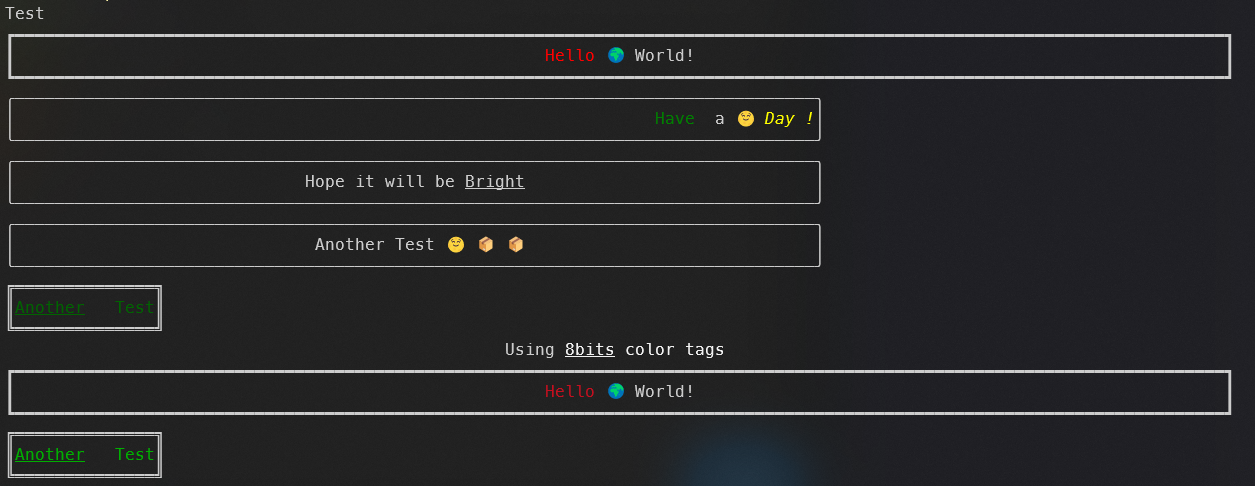 Test
Hello 🌍 World!
Have  a 😌 Day !
Hope it will be Bright
Another Test 😌 📦 📦
Another   Test
Using 8bits color tags
Hello 🌍 World!
Another   Test